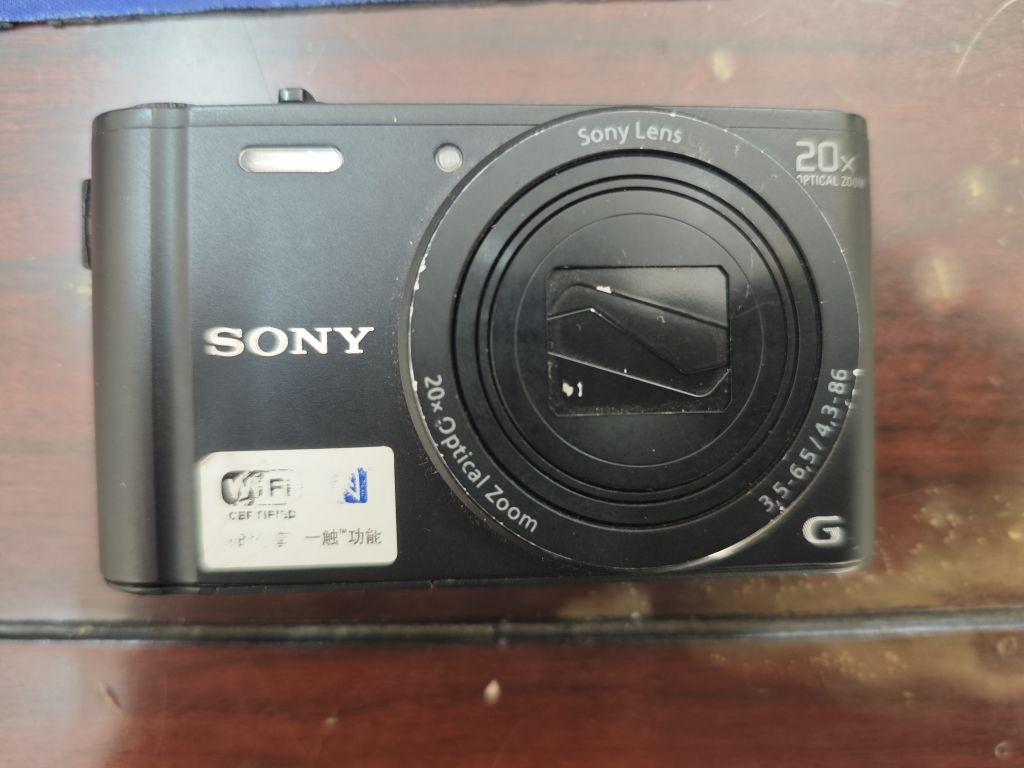 Sony Lens
20x
OPTICAL ZOOM
SONY
20x Optical Zoom
3,5-6,5/4,3-86
WiFi
CERTIFIED
享 一触™功能
G